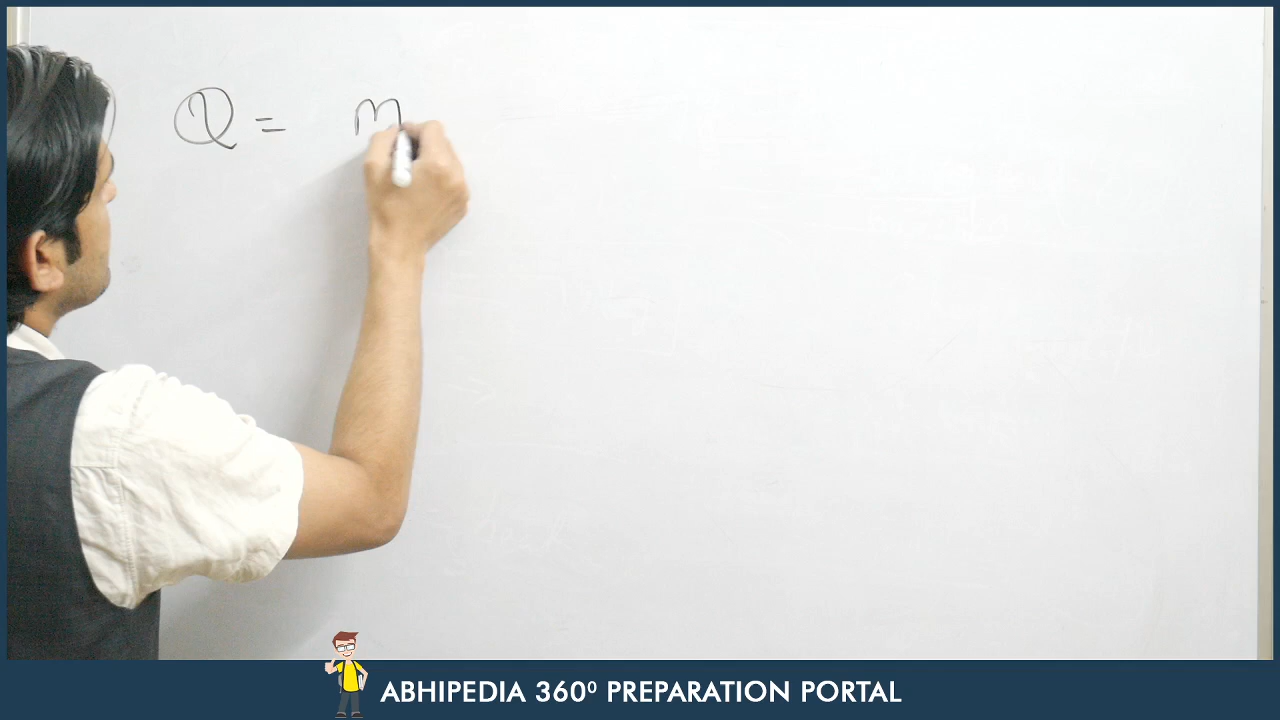 Q = m
ABHIPEDIA 360⁰ PREPARATION PORTAL